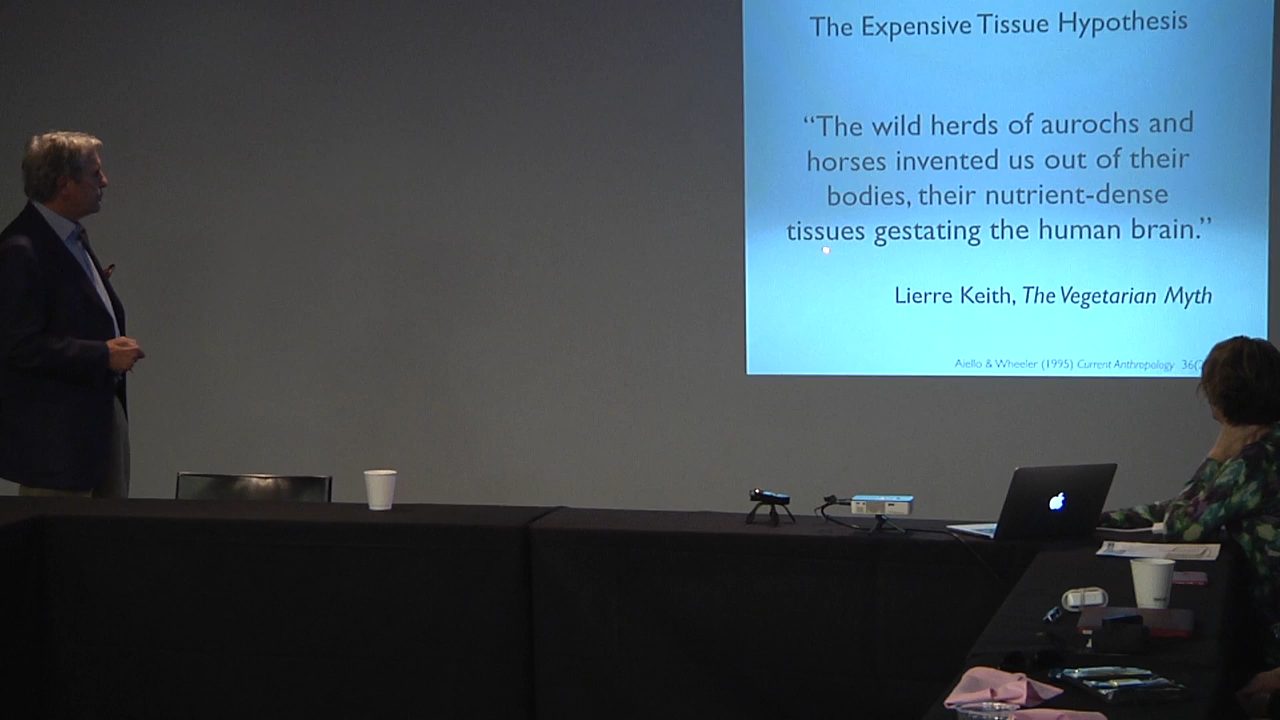 The Expensive Tissue Hypothesis
“The wild herds of aurochs and
horses invented us out of their
bodies, their nutrient-dense
tissues gestating the human brain.”
Lierre Keith, The Vegetarian Myth
Aiello & Wheeler (1995) Current Anthropology 36(